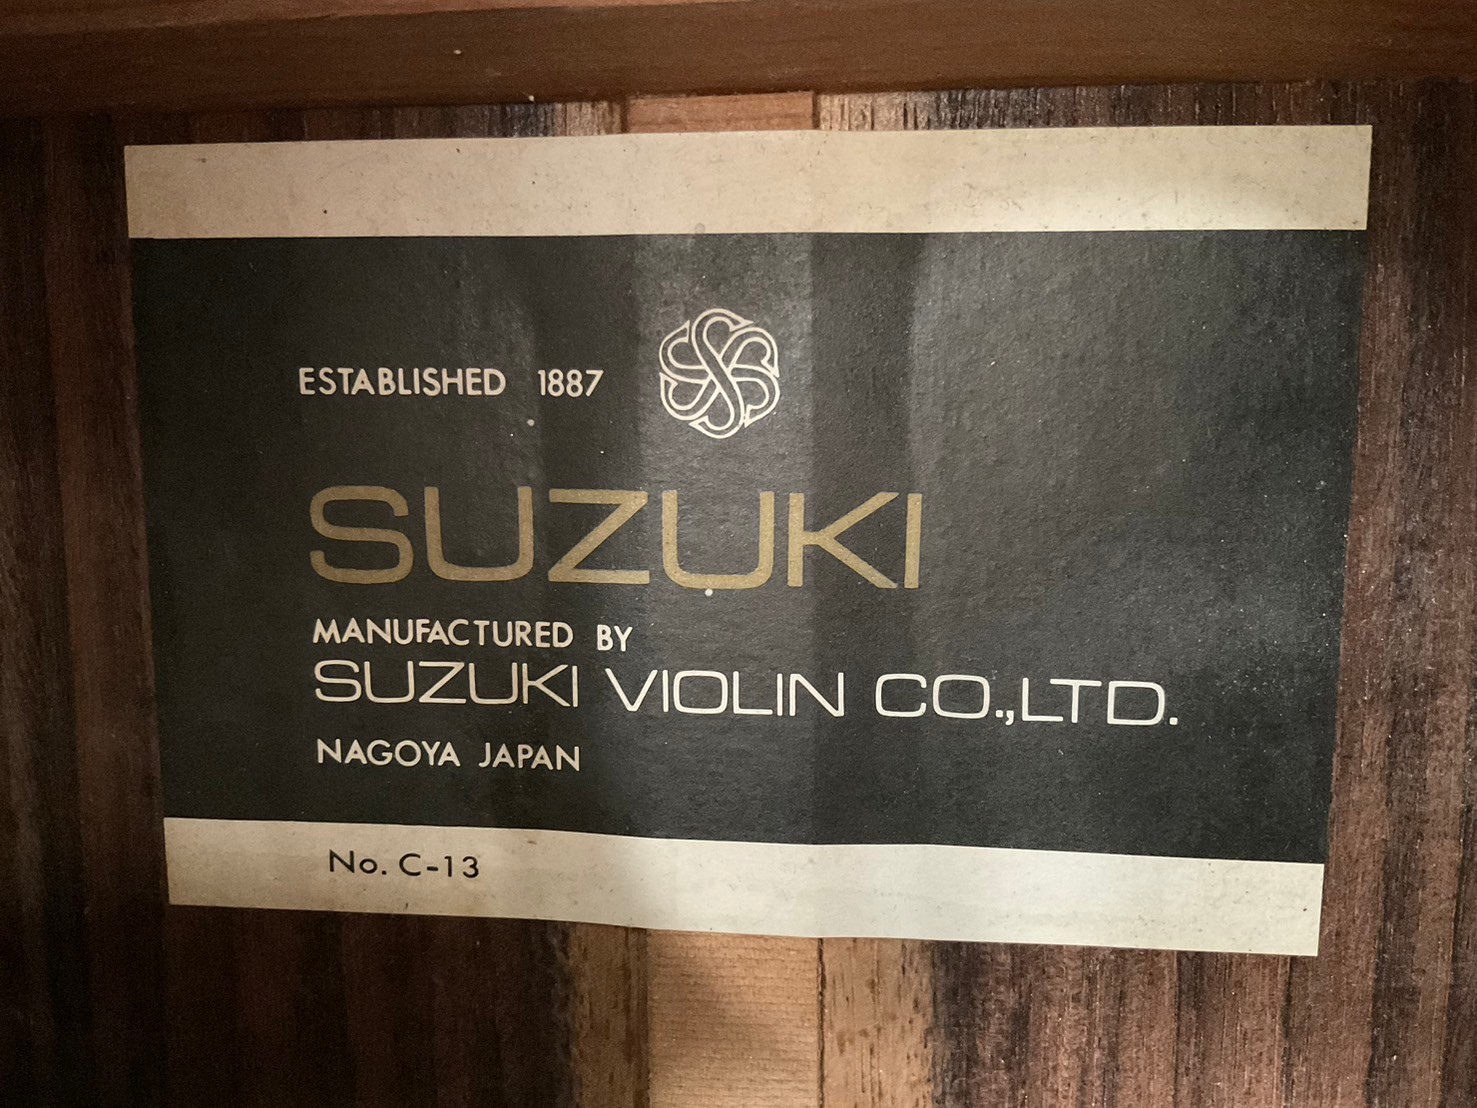 ESTABLISHED 1887
SUZUKI
MANUFACTURED BY
SUZUKI VIOLIN CO.,LTD.
NAGOYA JAPAN
No. C-13